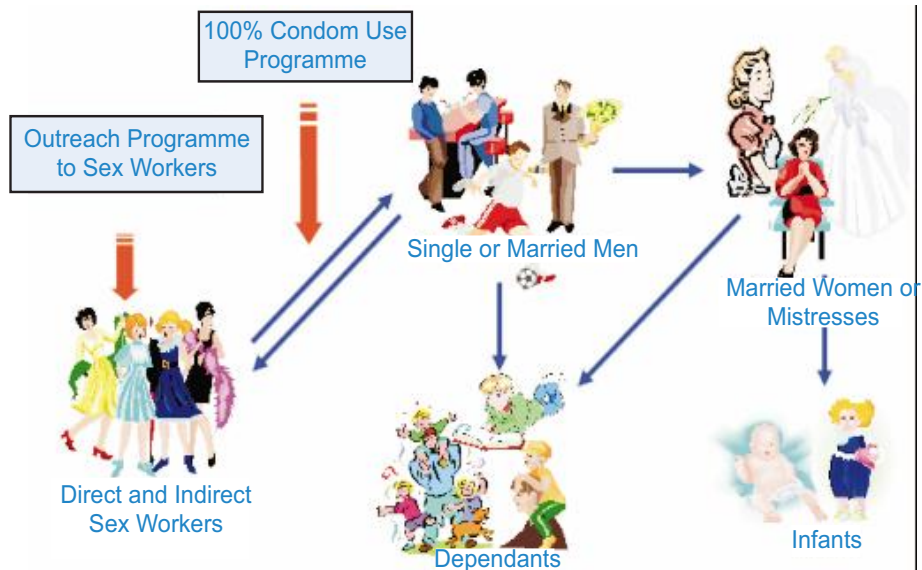 100% Condom Use
Programme
Outreach Programme
to Sex Workers
Single or Married Men
Married Women or
Mistresses
Direct and Indirect
Sex Workers
Dependants
Infants